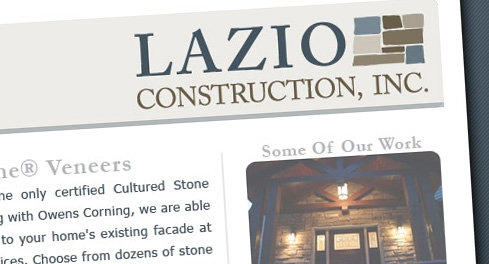 LAZIO
CONSTRUCTION, INC.
ne® Veneers
ne only certified Cultured Stone
g with Owens Corning, we are able
to your home's existing facade at
ices. Choose from dozens of stone
Some Of Our Work